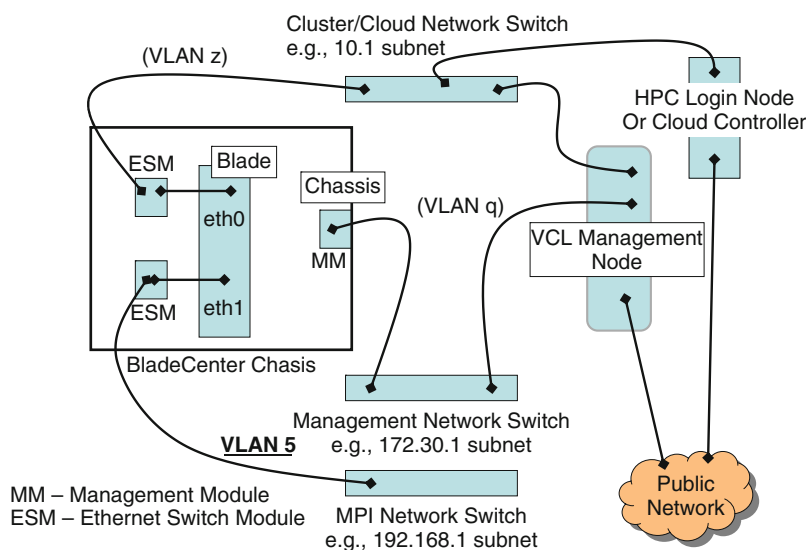 Cluster/Cloud Network Switch
e.g., 10.1 subnet
(VLAN z)
HPC Login Node
Or Cloud Controller
ESM
Blade
Chassis
eth0
MM
(VLAN q)
VCL Management
Node
ESM
eth1
BladeCenter Chasis
Management Network Switch
e.g., 172.30.1 subnet
VLAN 5
Public
Network
MM – Management Module
ESM – Ethernet Switch Module
MPI Network Switch
e.g., 192.168.1 subnet